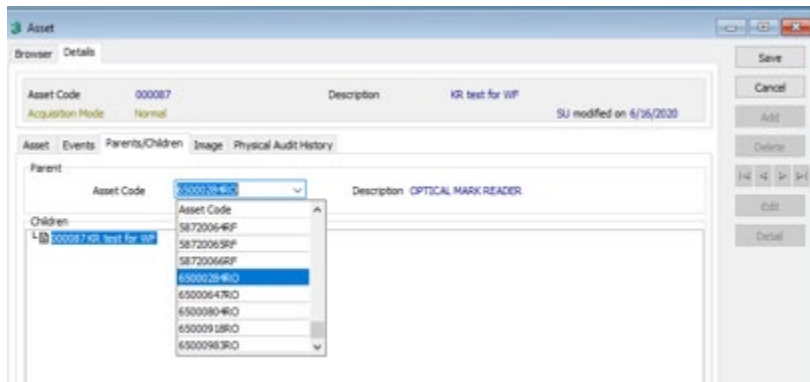 Asset
Browser Details
Save
Asset Code 000087 Description KR test for WF
Cancel
Acquisition Mode Normal SU modified on 6/16/2020
Add
Asset Events Parents/Children Image Physical Audit History
Delete
Parent
Asset Code 65000284RO Description OPTICAL MARK READER
Edit
Asset Code
Children
58720064RF
Detail
000087 KR test for WF
58720065RF
58720066RF
65000284RO
65000647RO
65000804RO
65000918RO
65000983RO